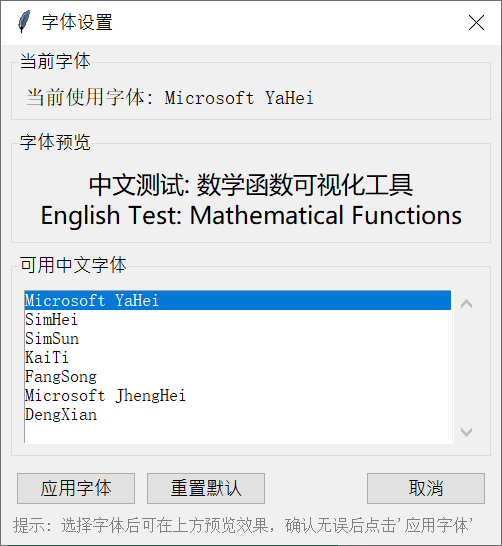 字体设置
当前字体
当前使用字体: Microsoft YaHei
字体预览
中文测试: 数学函数可视化工具
English Test: Mathematical Functions
可用中文字体
Microsoft YaHei
SimHei
SimSun
KaiTi
FangSong
Microsoft JhengHei
DengXian
应用字体 重置默认 取消
提示: 选择字体后可在上方预览效果，确认无误后点击'应用字体'